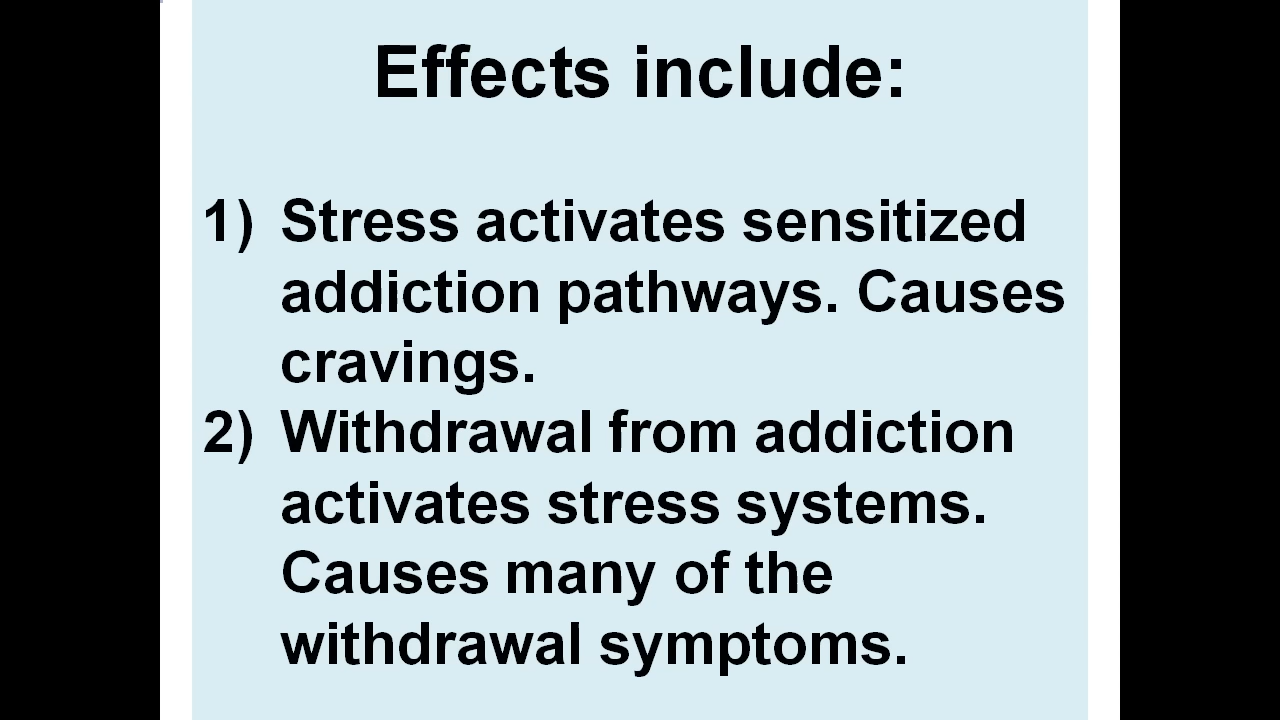 Effects include:
1) Stress activates sensitized
addiction pathways. Causes
cravings.
2) Withdrawal from addiction
activates stress systems.
Causes many of the
withdrawal symptoms.